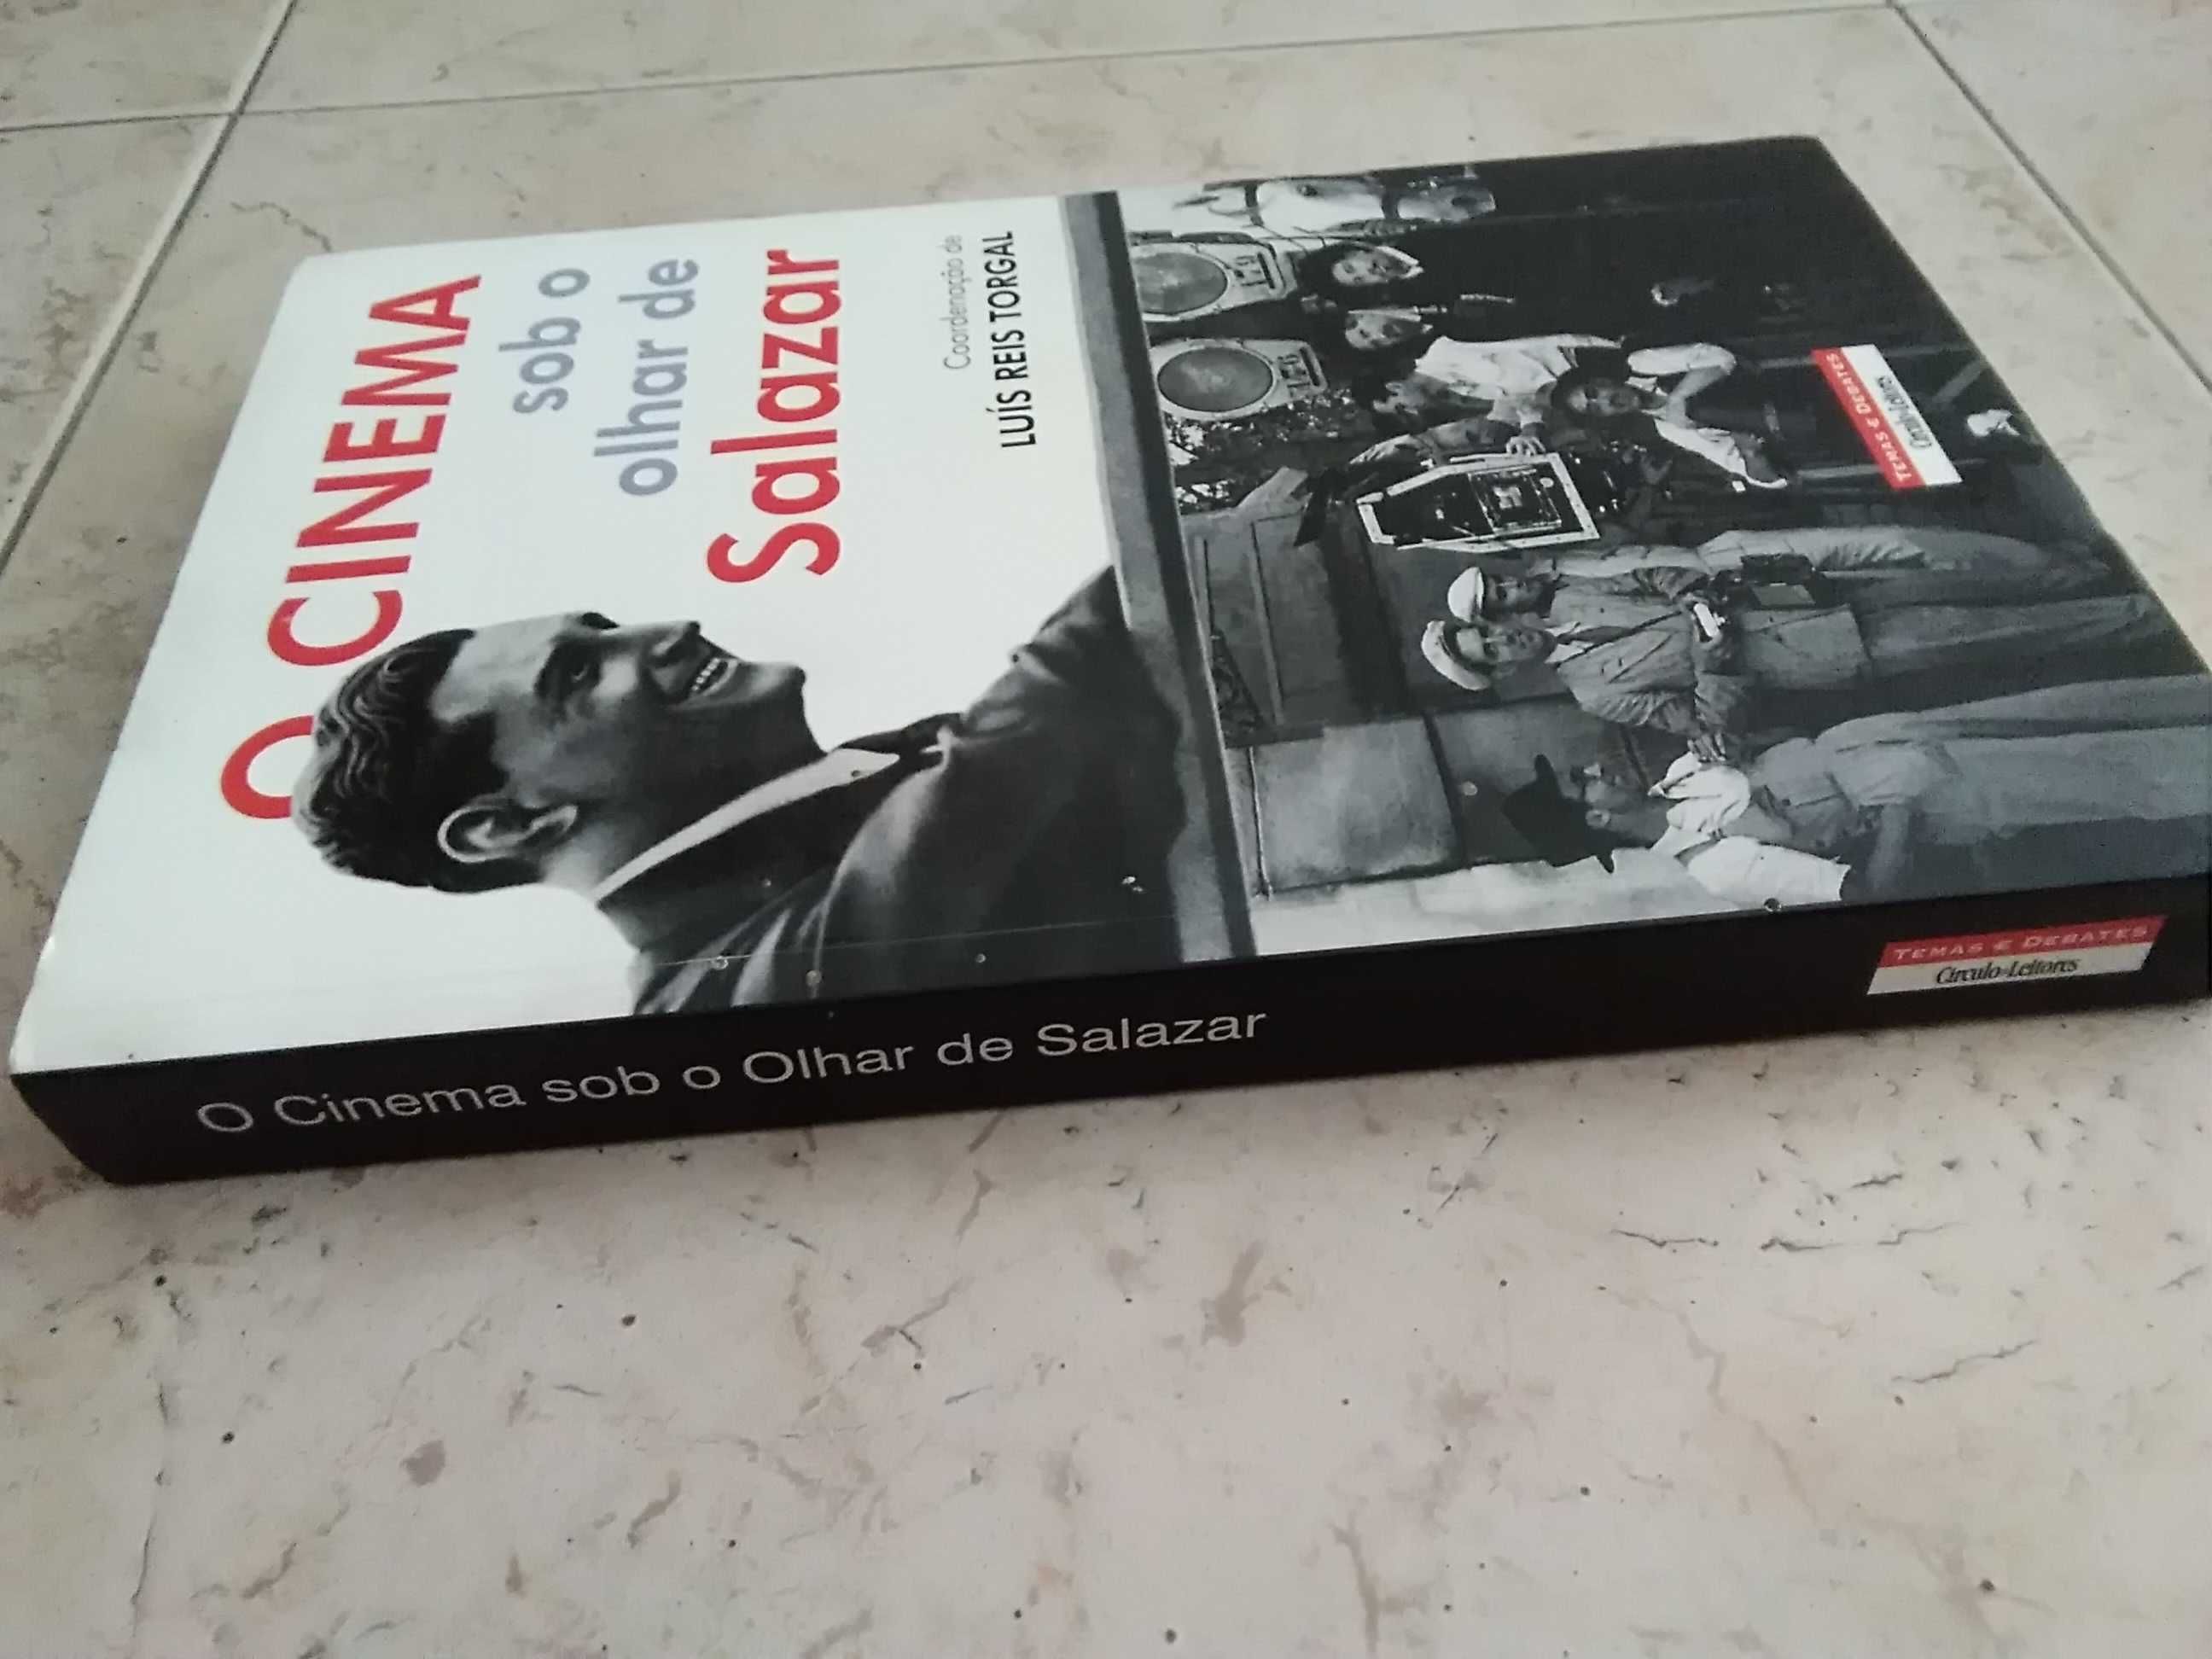 O CINEMA
sob o
olhar de
Salazar
Coordenação de
LUÍS REIS TORGAL
TEMAS E DEBATES
Círculo de Leitores
O Cinema sob o Olhar de Salazar
TEMAS E DEBATES
Círculo de Leitores